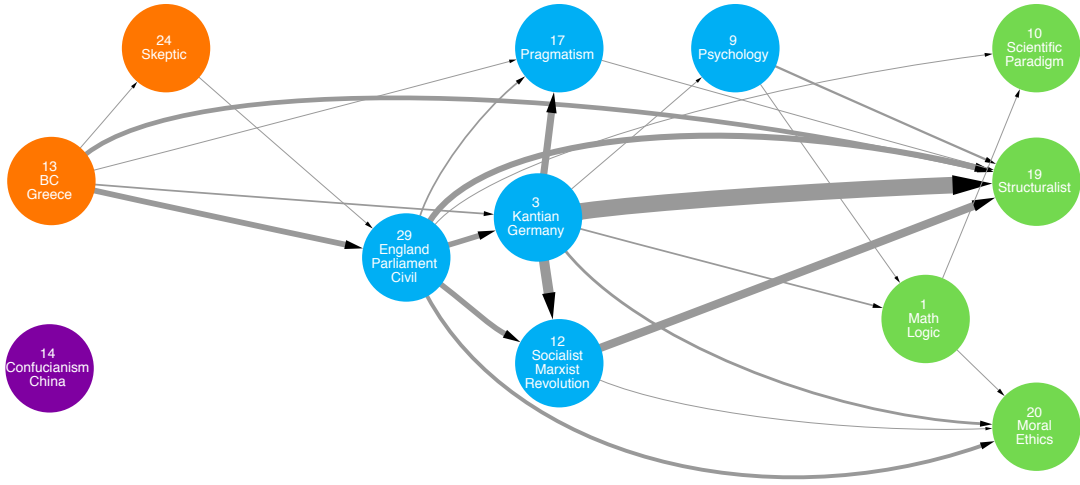 24
Skeptic
17
Pragmatism
9
Psychology
10
Scientific
Paradigm
13
BC
Greece
19
Structuralist
3
Kantian
Germany
29
England
Parliament
Civil
1
Math
Logic
14
Confucianism
China
12
Socialist
Marxist
Revolution
20
Moral
Ethics